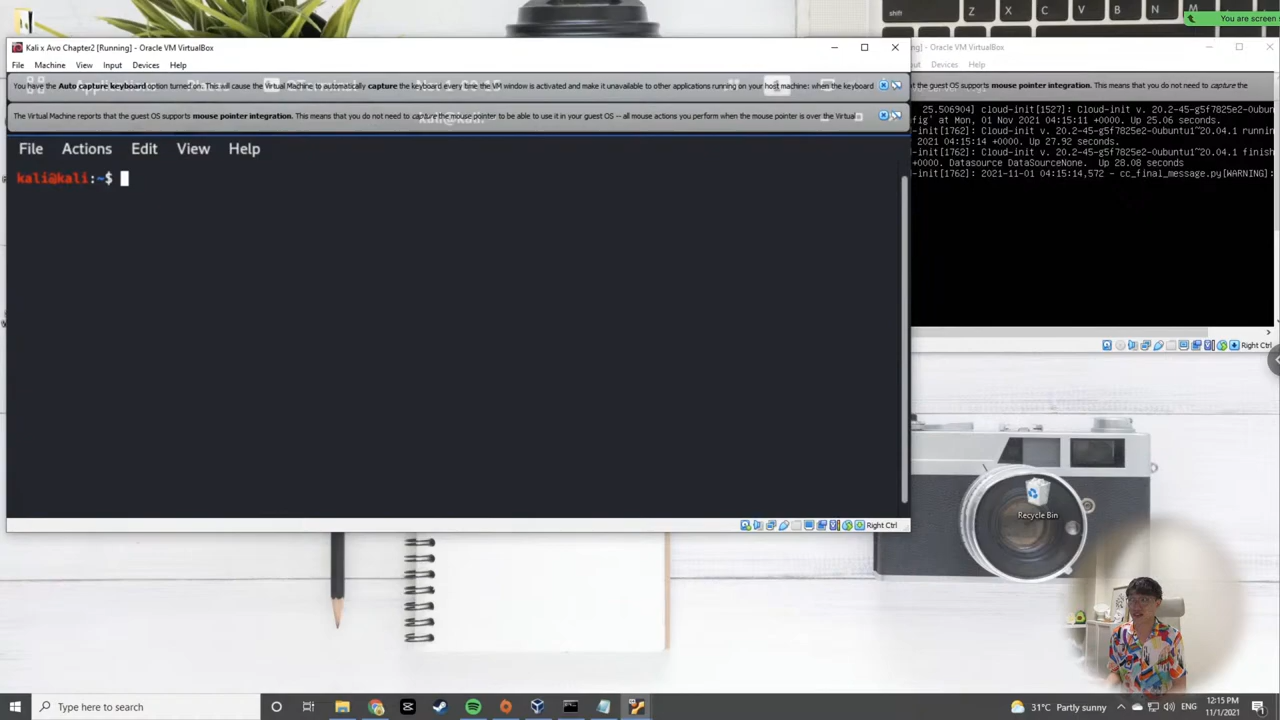 shift Z X C V B N M
You are screen s
Kali x Avo Chapter2 [Running] - Oracle VM VirtualBox
File Machine View Input Devices Help
You have the Auto capture keyboard option turned on. This will cause the Virtual Machine to automatically capture the keyboard every time the VM window is activated and make it unavailable to other applications running on your host machine: when the keyboard
The Virtual Machine reports that the guest OS supports mouse pointer integration. This means that you do not need to capture the mouse pointer to be able to use it in your guest OS -- all mouse actions you perform when the mouse pointer is over the Virtual
File Actions Edit View Help
kali@kali:~$
Right Ctrl
ng] - Oracle VM VirtualBox
Devices Help
at the guest OS supports mouse pointer integration. This means that you do not need to capture the
25.506904] cloud-init[1527]: Cloud-init v. 20.2-45-g5f7825e2-0ubuntu
fig' at Mon, 01 Nov 2021 04:15:11 +0000. Up 25.06 seconds.
d-init[1762]: Cloud-init v. 20.2-45-g5f7825e2-0ubuntu1~20.04.1 runnin
04:15:14 +0000. Up 27.92 seconds.
d-init[1762]: Cloud-init v. 20.2-45-g5f7825e2-0ubuntu1~20.04.1 finish
+0000. Datasource DataSourceNone. Up 28.08 seconds
d-init[1762]: 2021-11-01 04:15:14,572 - cc_final_message.py[WARNING]:
Right Ctrl
Recycle Bin
Type here to search
31°C Partly sunny
ENG
12:15 PM
11/1/2021
1